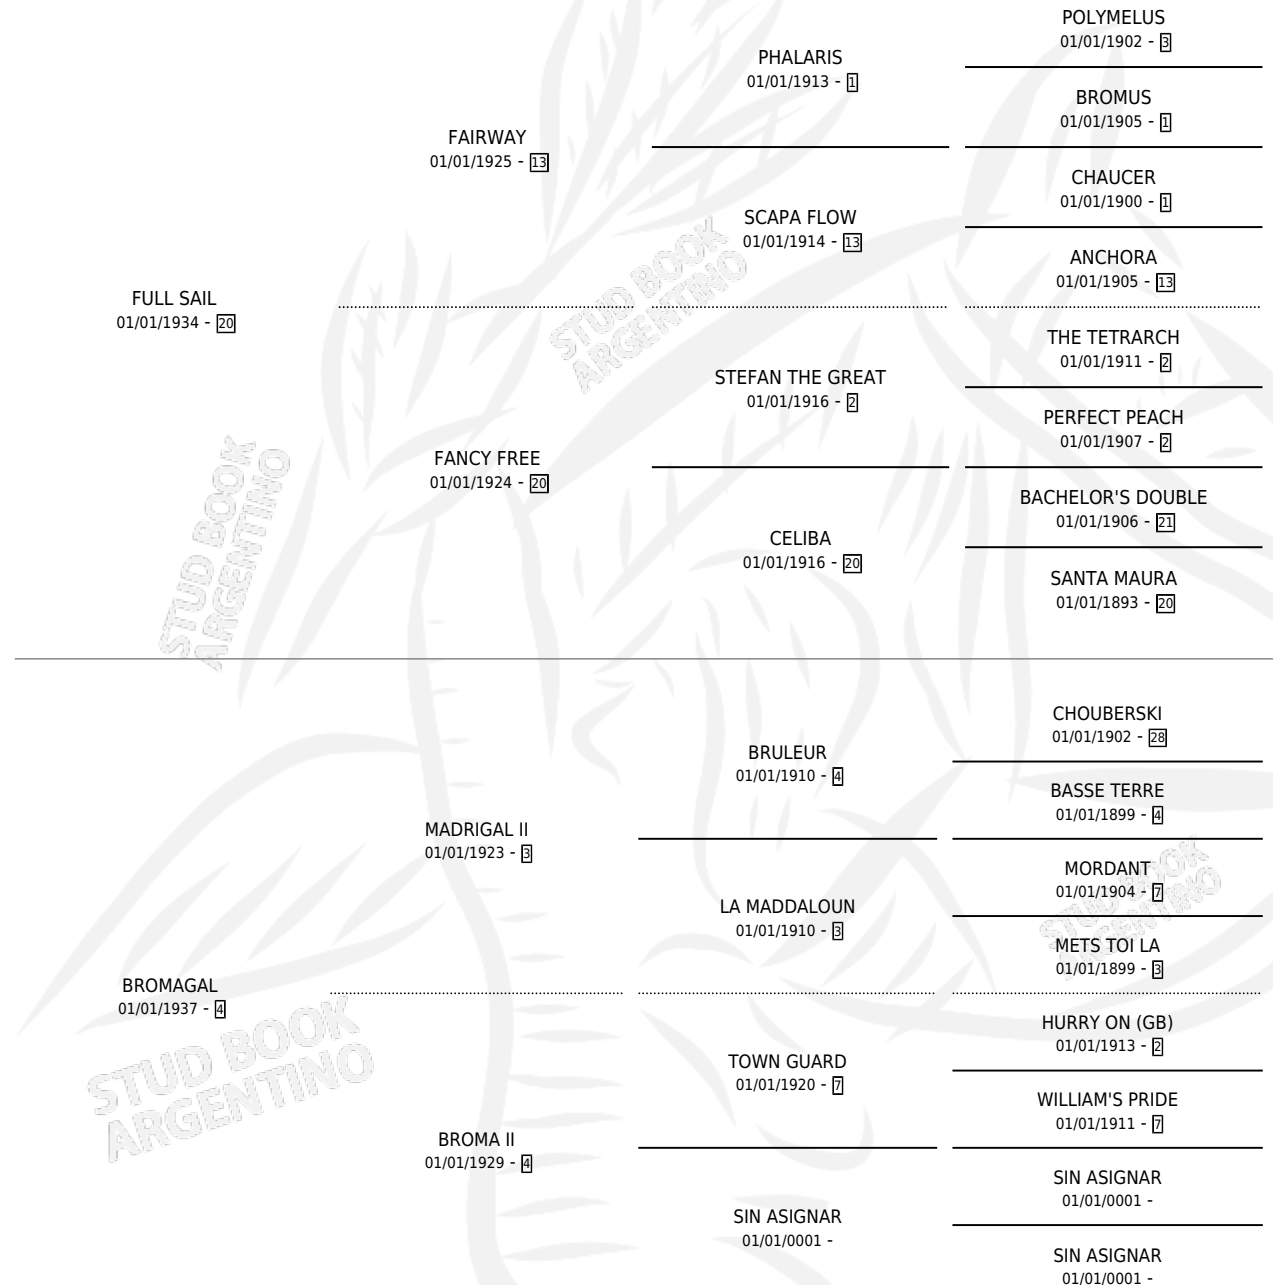 POLYMELUS
01/01/1902 - 3
PHALARIS
01/01/1913 - 1
BROMUS
01/01/1905 - 1
FAIRWAY
01/01/1925 - 13
CHAUCER
01/01/1900 - 1
SCAPA FLOW
01/01/1914 - 13
ANCHORA
01/01/1905 - 13
FULL SAIL
01/01/1934 - 20
THE TETRARCH
01/01/1911 - 2
STEFAN THE GREAT
01/01/1916 - 2
PERFECT PEACH
01/01/1907 - 2
FANCY FREE
01/01/1924 - 20
BACHELOR'S DOUBLE
01/01/1906 - 21
CELIBA
01/01/1916 - 20
SANTA MAURA
01/01/1893 - 20
STUD BOOK
ARGENTINO
STUD BOOK
ARGENTINO
CHOUBERSKI
01/01/1902 - 28
BRULEUR
01/01/1910 - 4
BASSE TERRE
01/01/1899 - 4
MADRIGAL II
01/01/1923 - 3
MORDANT
01/01/1904 - 7
LA MADDALOUN
01/01/1910 - 3
METS TOI LA
01/01/1899 - 3
BROMAGAL
01/01/1937 - 4
HURRY ON (GB)
01/01/1913 - 2
TOWN GUARD
01/01/1920 - 7
WILLIAM'S PRIDE
01/01/1911 - 7
BROMA II
01/01/1929 - 4
SIN ASIGNAR
01/01/0001 -
SIN ASIGNAR
01/01/0001 -
SIN ASIGNAR
01/01/0001 -
STUD BOOK
ARGENTINO
STUD BOOK
ARGENTINO